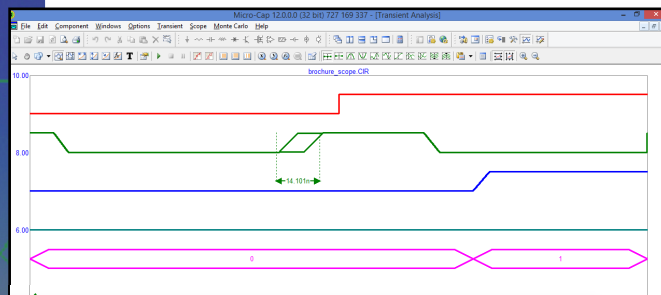 Micro-Cap 12.0.0.0 (32 bit) 727 169 337 - [Transient Analysis]
File Edit Component Windows Options Transient Scope Monte Carlo Help
T
brochure_scope.CIR
10.00
8.00
14.101n
6.00
0
1